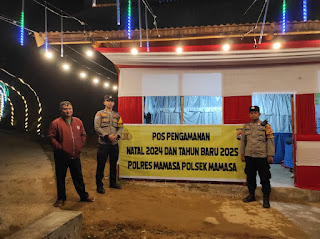 POS PENGAMANAN
NATAL 2024 DAN TAHUN BARU 2025
POLRES MAMASA POLSEK MAMASA